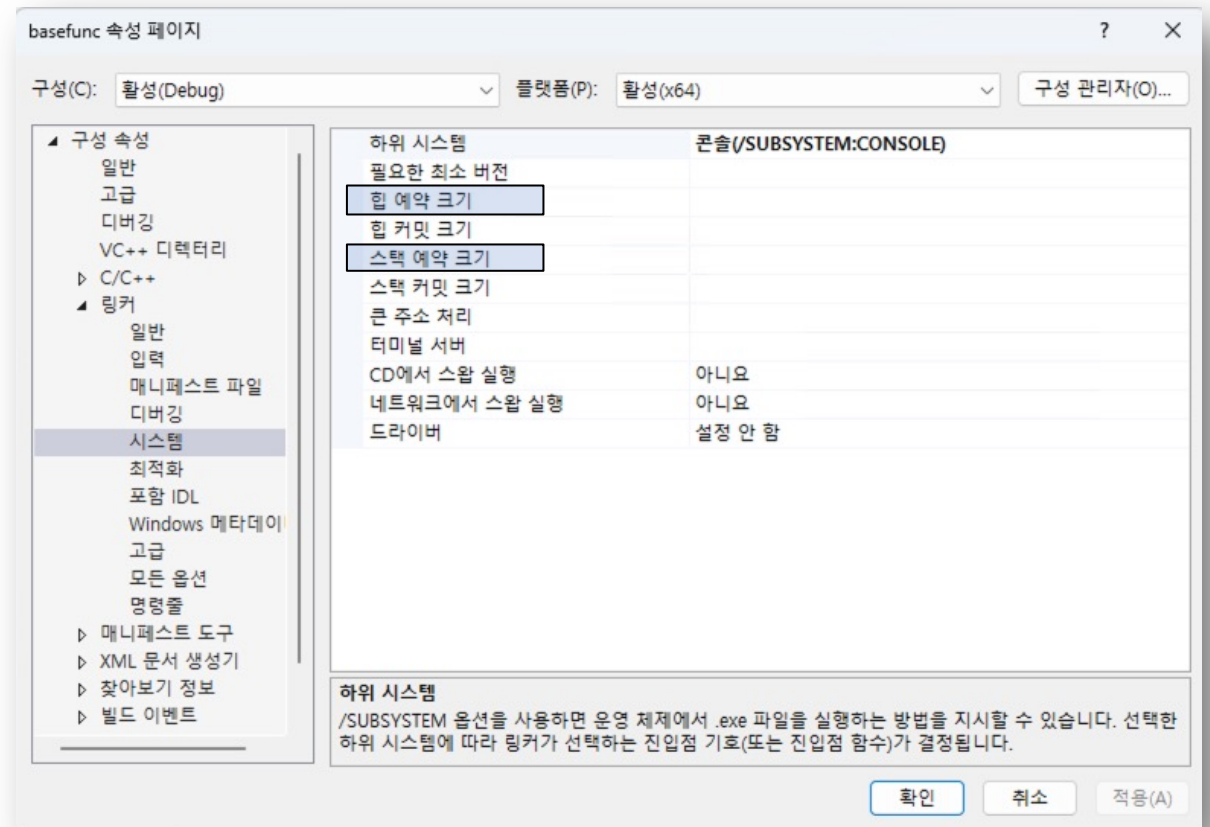 basefunc 속성 페이지
? ×
구성(C): 활성(Debug) 플랫폼(P): 활성(x64) 구성 관리자(O)...
구성 속성
일반
고급
디버깅
VC++ 디렉터리
C/C++
링커
일반
입력
매니페스트 파일
디버깅
시스템
최적화
포함 IDL
Windows 메타데이
고급
모든 옵션
명령줄
매니페스트 도구
XML 문서 생성기
찾아보기 정보
빌드 이벤트
하위 시스템 콘솔(/SUBSYSTEM:CONSOLE)
필요한 최소 버전
힙 예약 크기
힙 커밋 크기
스택 예약 크기
스택 커밋 크기
큰 주소 처리
터미널 서버
CD에서 스왑 실행 아니요
네트워크에서 스왑 실행 아니요
드라이버 설정 안 함
하위 시스템
/SUBSYSTEM 옵션을 사용하면 운영 체제에서 .exe 파일을 실행하는 방법을 지시할 수 있습니다. 선택한
하위 시스템에 따라 링커가 선택하는 진입점 기호(또는 진입점 함수)가 결정됩니다.
확인 취소 적용(A)